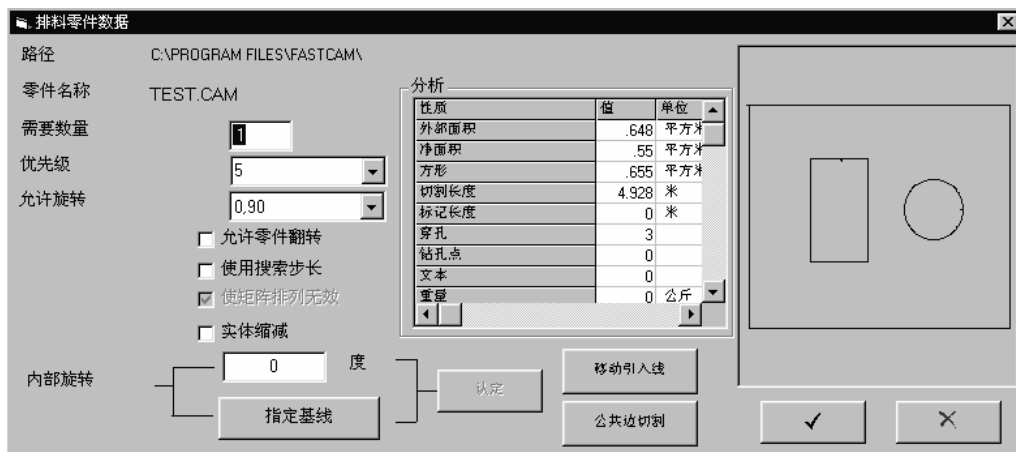 排料零件数据
路径 C:\PROGRAM FILES\FASTCAM\
零件名称 TEST.CAM
需要数量 1
优先级 5
允许旋转 0,90
允许零件翻转
使用搜索步长
使矩阵排列无效
实体缩减
分析
性质 值 单位
外部面积 .648 平方米
净面积 .55 平方米
方形 .655 平方米
切割长度 4.928 米
标记长度 0 米
穿孔 3
钻孔点 0
文本 0
重量 0 公斤
内部旋转
0 度
指定基线
认定
移动引入线
公共边切割